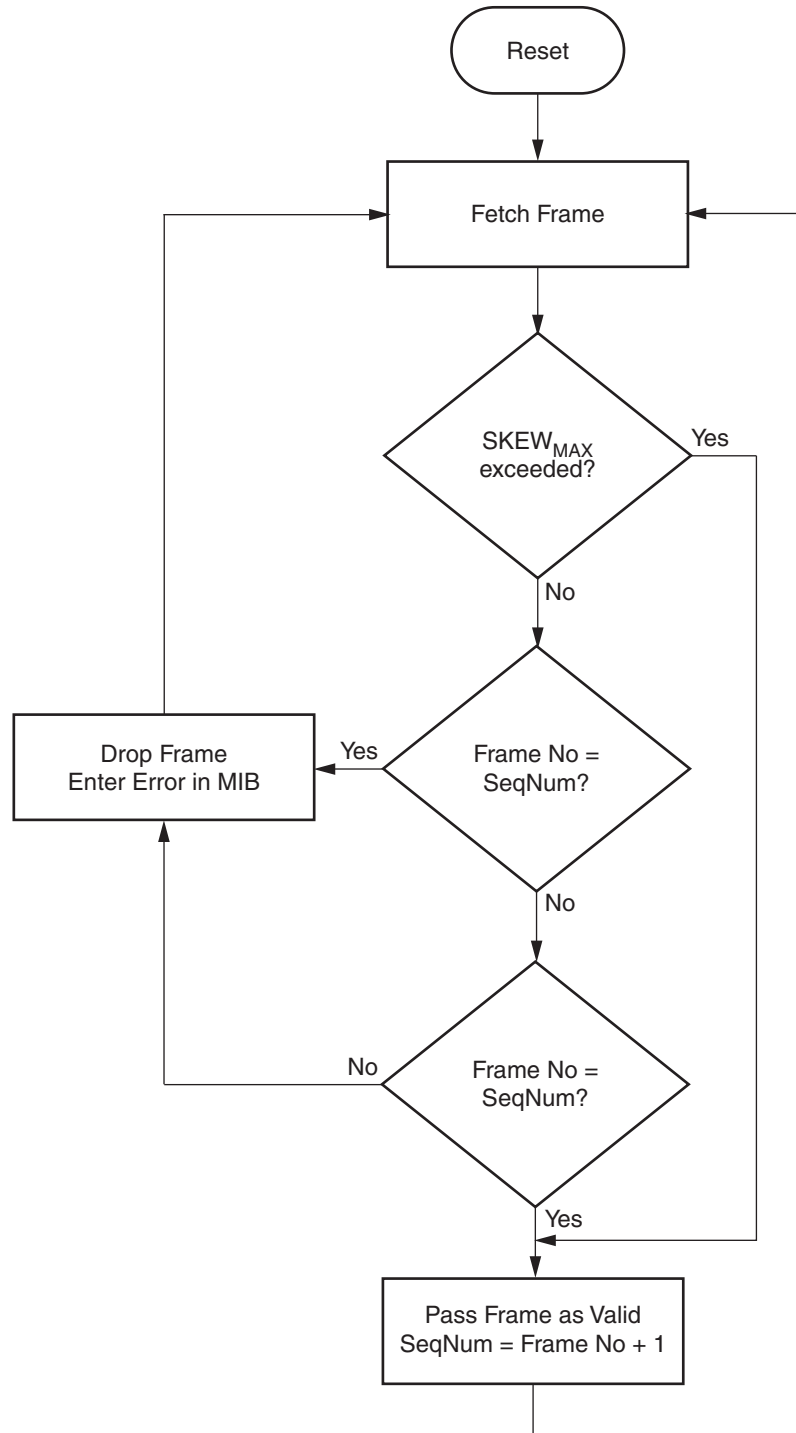 Reset
Fetch Frame
SKEWMAX
exceeded?
Yes
No
Drop Frame
Enter Error in MIB
Yes
Frame No =
SeqNum?
No
No
Frame No =
SeqNum?
Yes
Pass Frame as Valid
SeqNum = Frame No + 1